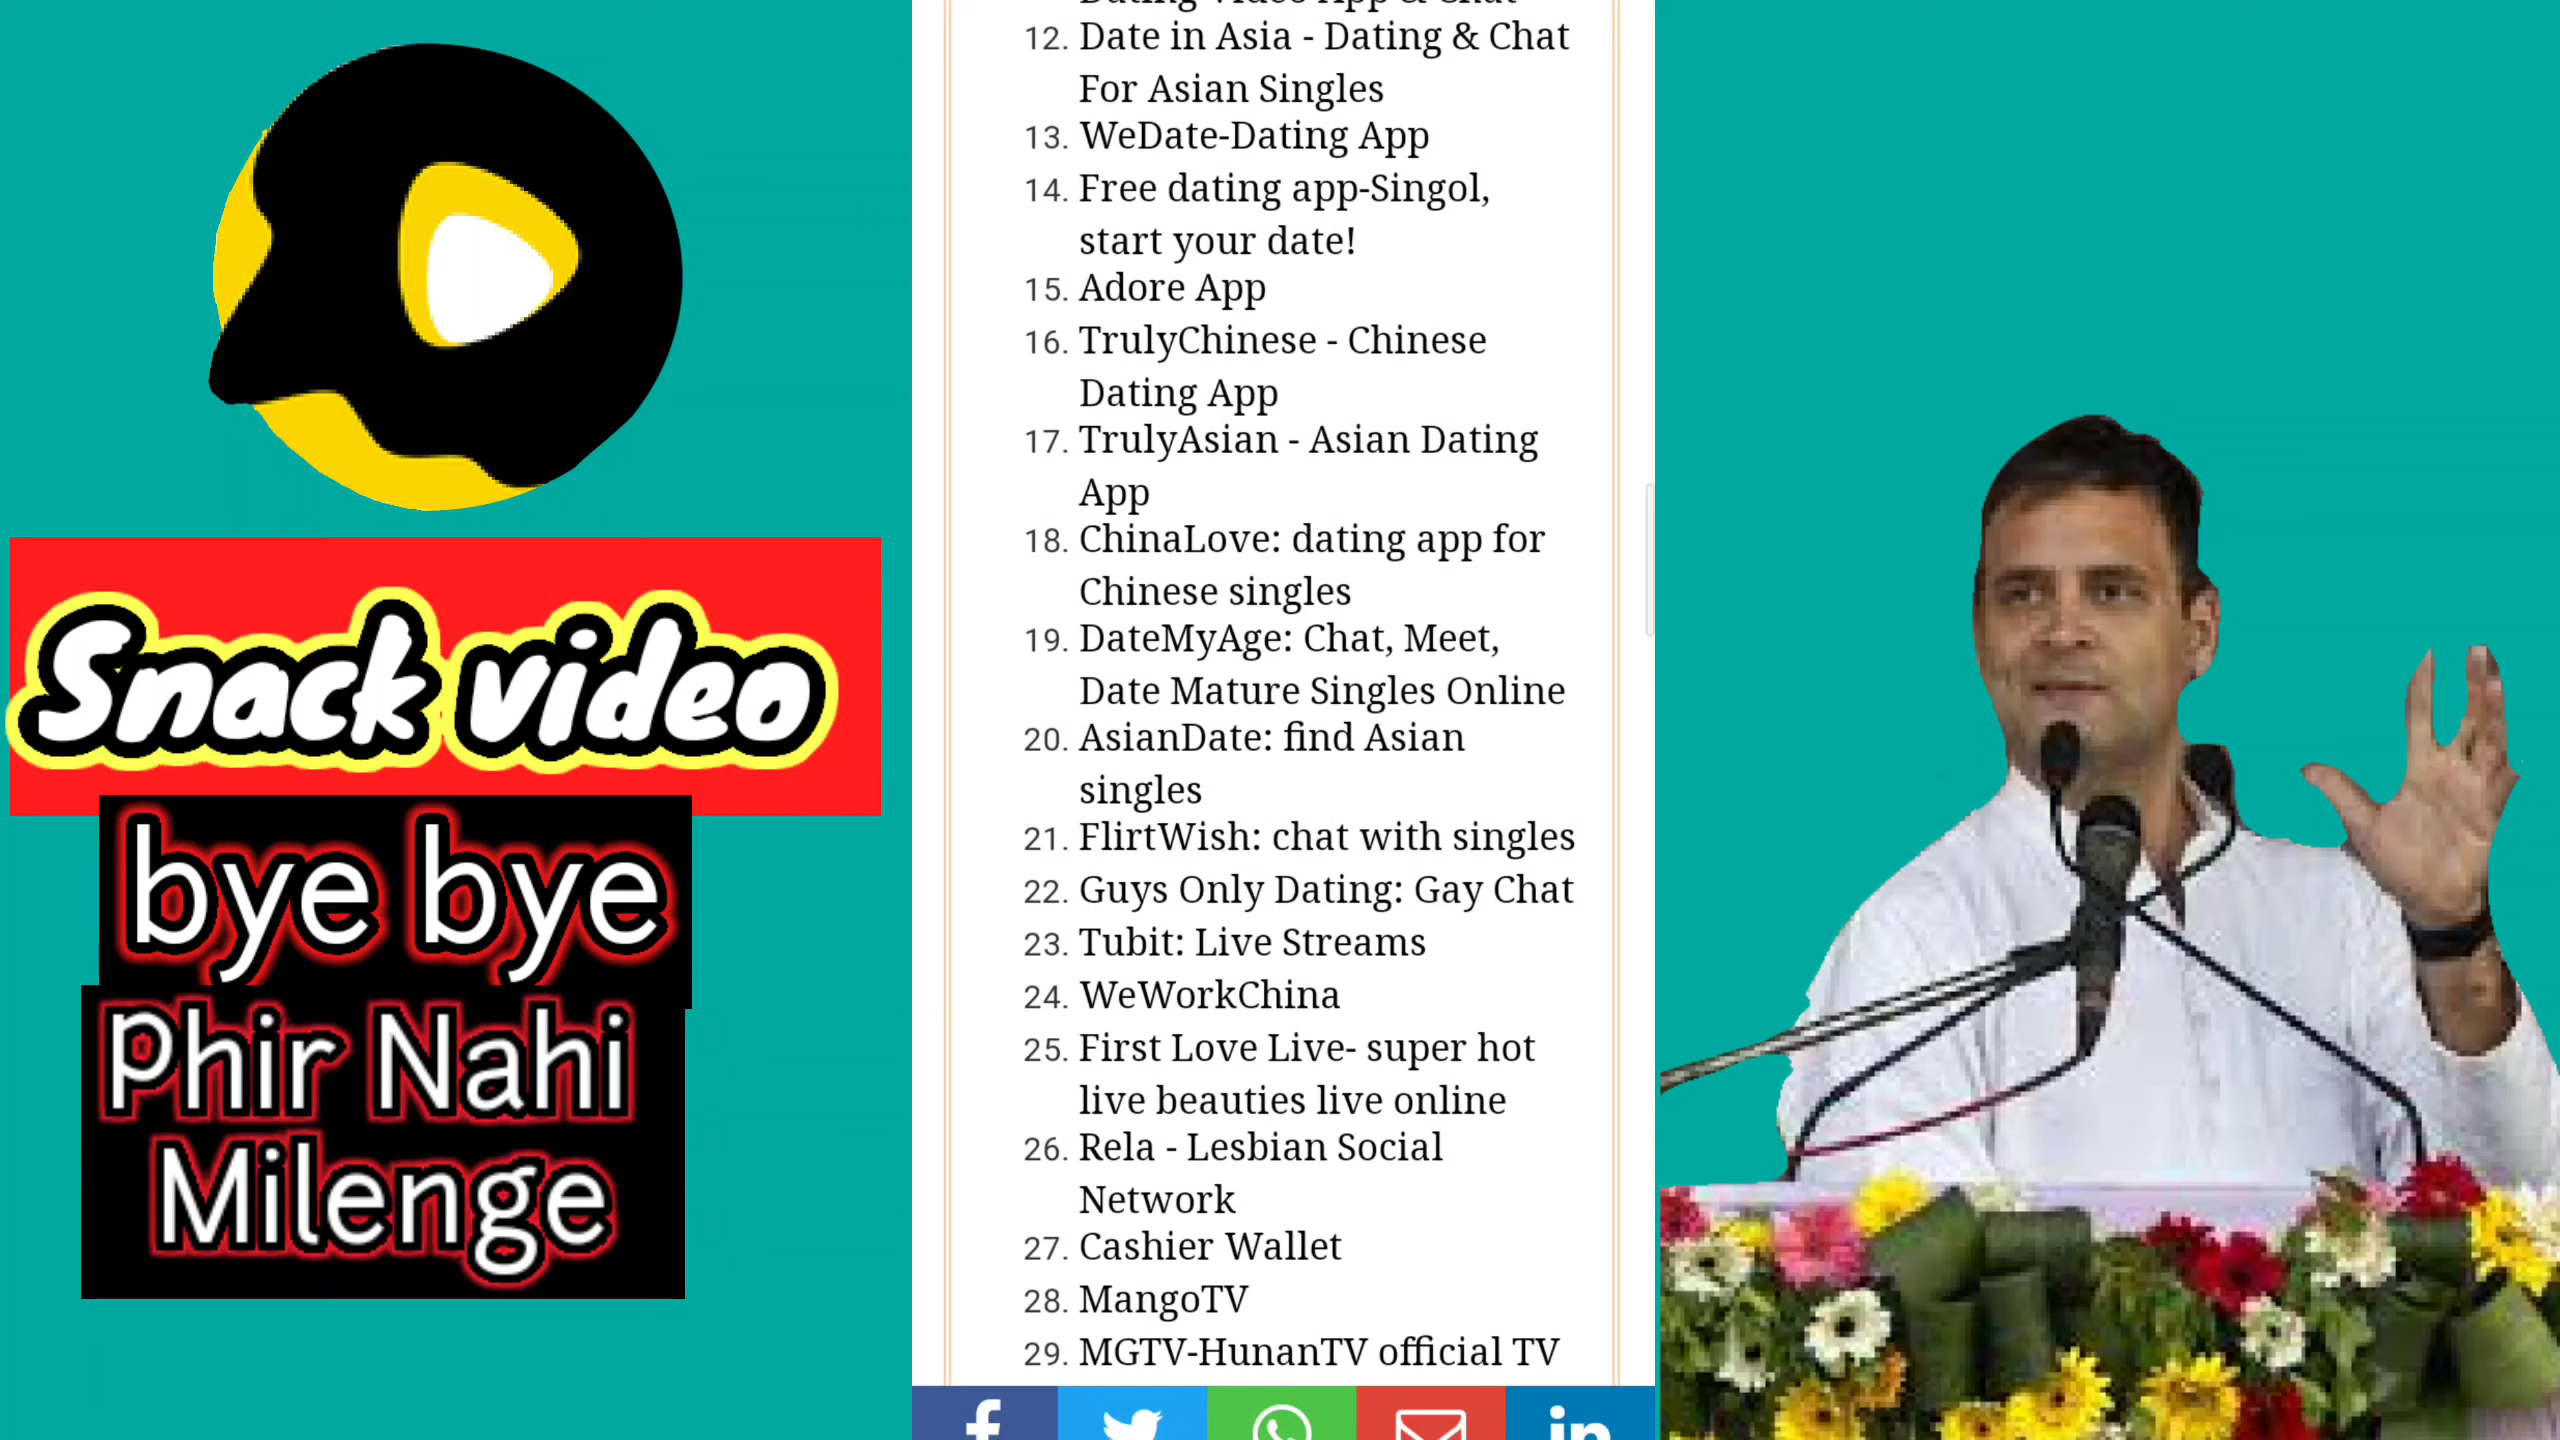 Snack video
bye bye
Phir Nahi
Milenge
12. Date in Asia - Dating & Chat
For Asian Singles
13. WeDate-Dating App
14. Free dating app-Singol,
start your date!
15. Adore App
16. TrulyChinese - Chinese
Dating App
17. TrulyAsian - Asian Dating
App
18. ChinaLove: dating app for
Chinese singles
19. DateMyAge: Chat, Meet,
Date Mature Singles Online
20. AsianDate: find Asian
singles
21. FlirtWish: chat with singles
22. Guys Only Dating: Gay Chat
23. Tubit: Live Streams
24. WeWorkChina
25. First Love Live- super hot
live beauties live online
26. Rela - Lesbian Social
Network
27. Cashier Wallet
28. MangoTV
29. MGTV-HunanTV official TV